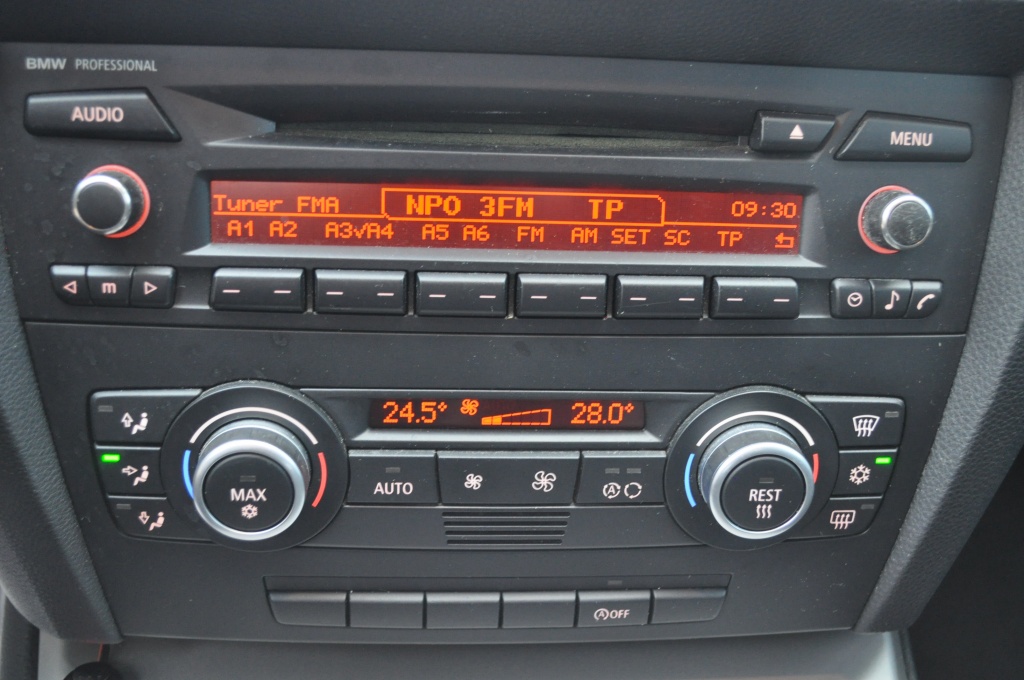 BMW PROFESSIONAL
AUDIO
MENU
Tuner FMA NPO 3FM TP 09:30
A1 A2 A3vA4 A5 A6 FM AM SET SC TP
m
24.5° 28.0°
MAX
AUTO
A
REST
A OFF